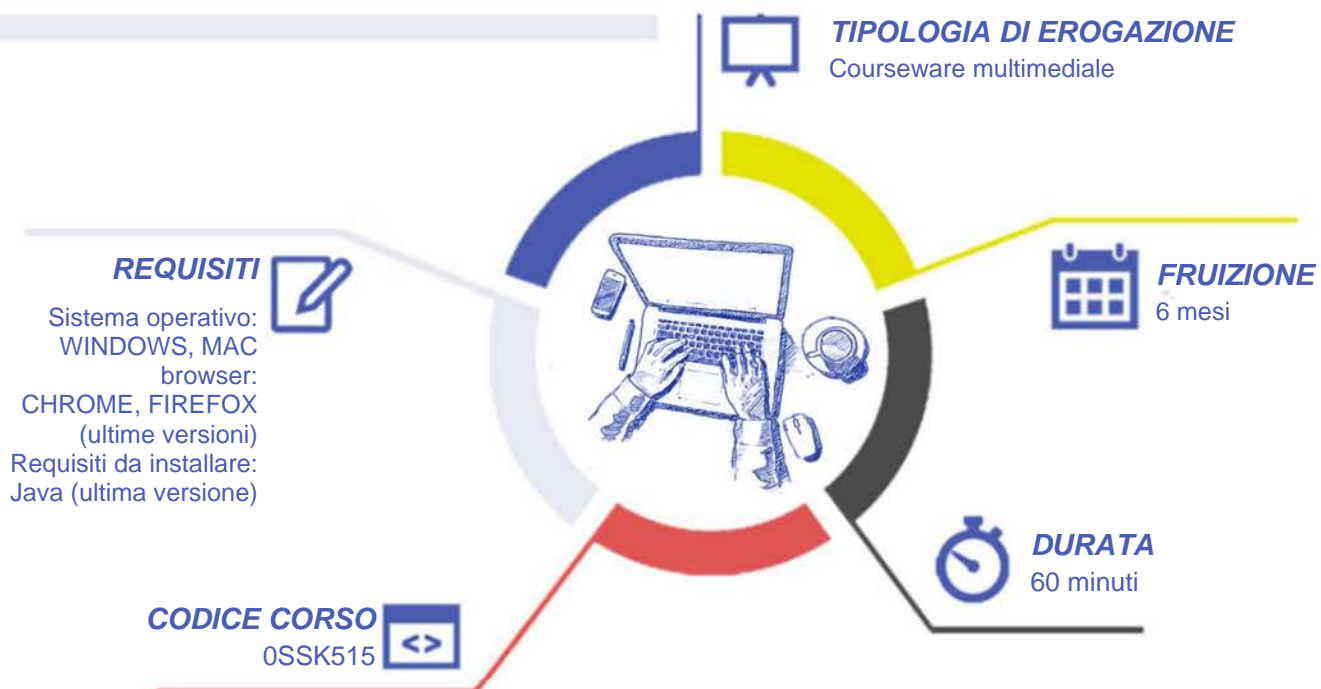 TIPOLOGIA DI EROGAZIONE
Courseware multimediale
REQUISITI
Sistema operativo:
WINDOWS, MAC
browser:
CHROME, FIREFOX
(ultime versioni)
Requisiti da installare:
Java (ultima versione)
FRUIZIONE
6 mesi
DURATA
60 minuti
CODICE CORSO
0SSK515